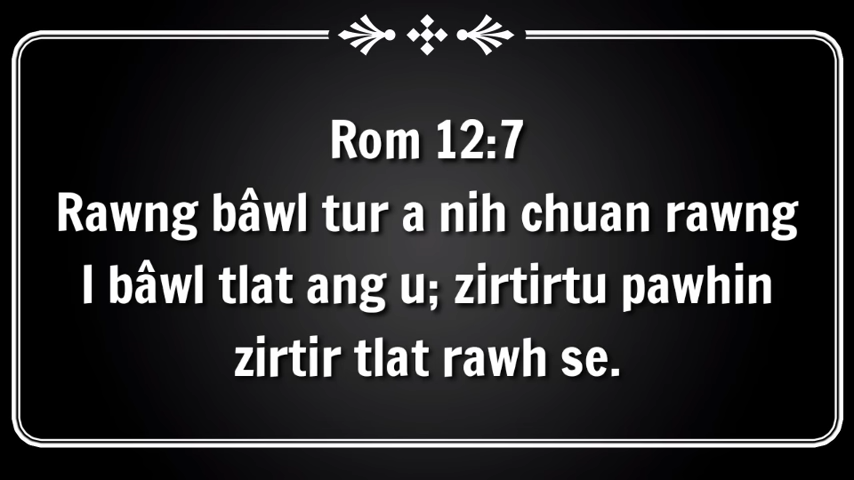 Rom 12:7
Rawng bâwl tur a nih chuan rawng
I bâwl tlat ang u; zirtirtu pawhin
zirtir tlat rawh se.